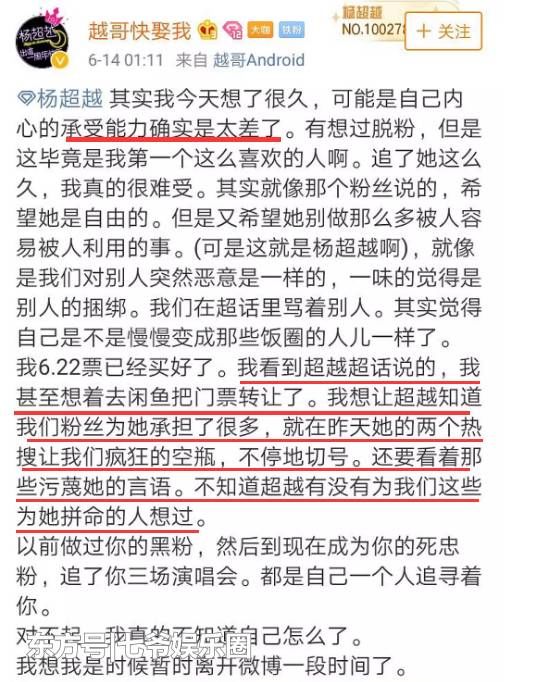 越哥快娶我
6-14 01:11 来自 越哥Android
大咖 铁粉
杨超越
NO.100278
+ 关注
杨超越 其实我今天想了很久，可能是自己内
心的承受能力确实是太差了。有想过脱粉，但是
这毕竟是我第一个这么喜欢的人啊。追了她这么
久，我真的很难受。其实就像那个粉丝说的，希
望她是自由的。但是又希望她别做那么多被人容
易被人利用的事。(可是这就是杨超越啊)，就像
是我们对别人突然恶意是一样的，一味的觉得是
别人的捆绑。我们在超话里骂着别人。其实觉得
自己是不是慢慢变成那些饭圈的人儿一样了。
我6.22票已经买好了。我看到超越超话说的，我
甚至想着去闲鱼把门票转让了。我想让超越知道
我们粉丝为她承担了很多，就在昨天她的两个热
搜让我们疯狂的空瓶，不停地切号。还要看着那
些污蔑她的言语。不知道超越有没有为我们这些
为她拼命的人想过。
以前做过你的黑粉，然后到现在成为你的死忠
粉，追了你三场演唱会。都是自己一个人追寻着
你。
对不起，我真的不知道自己怎么了。
东方号|七爷娱乐圈
我想我是时候暂时离开微博一段时间了。